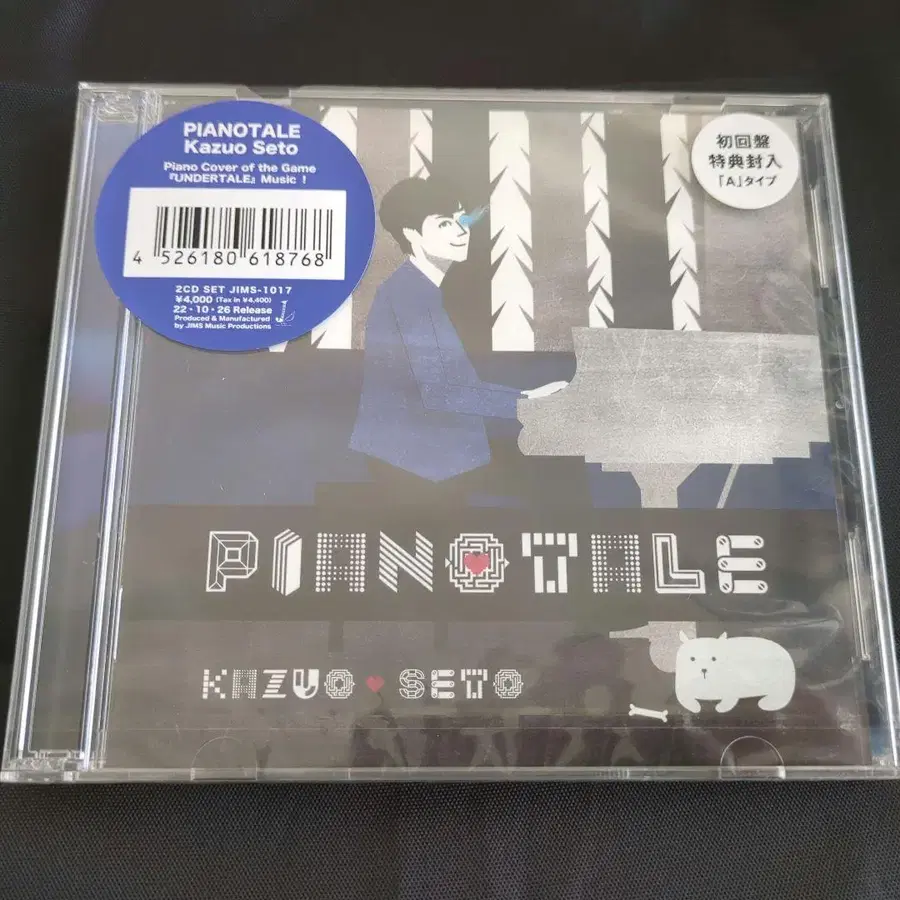 PIANOTALE
Kazuo Seto
Piano Cover of the Game
『UNDERTALE』Music !
4 526180 618768
2CD SET JIMS-1017
¥4,000 (Tax in ¥4,400)
22・10・26 Release
Produced & Manufactured
by JIMS Music Productions
初回盤
特典封入
「A」タイプ
PIANOTALE
KAZUO SETO